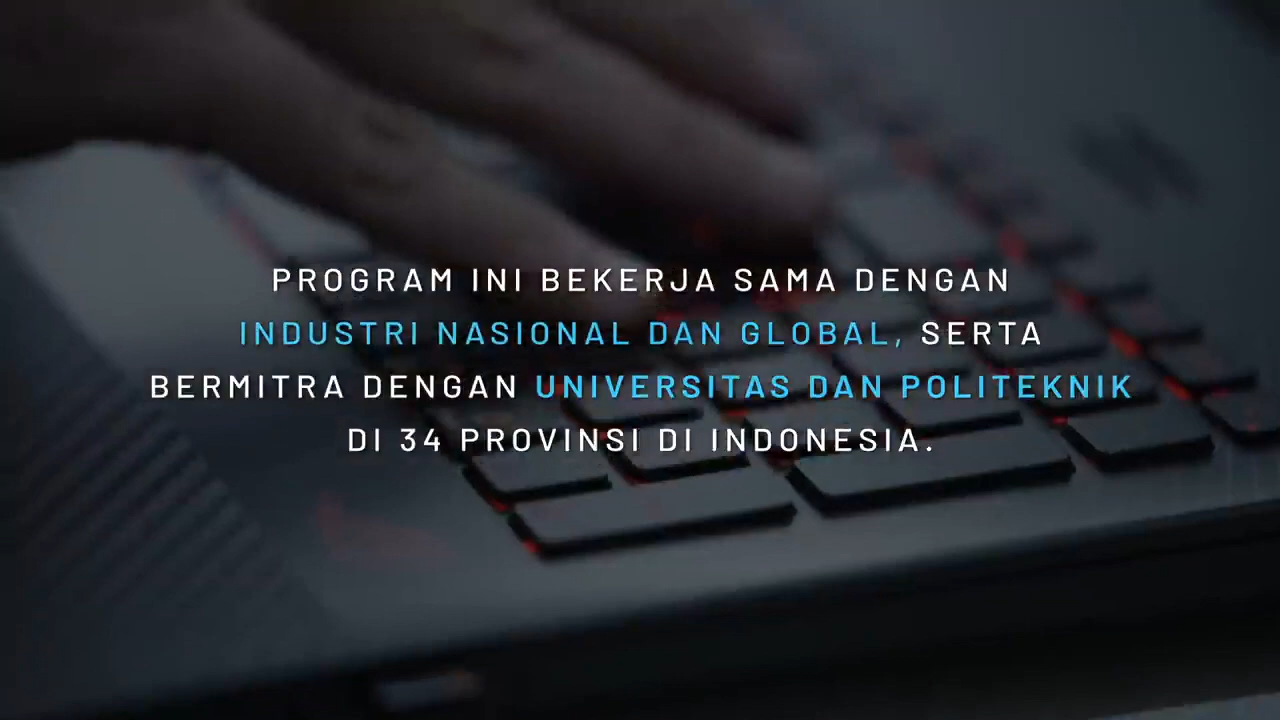 PROGRAM INI BEKERJA SAMA DENGAN
INDUSTRI NASIONAL DAN GLOBAL, SERTA
BERMITRA DENGAN UNIVERSITAS DAN POLITEKNIK
DI 34 PROVINSI DI INDONESIA.